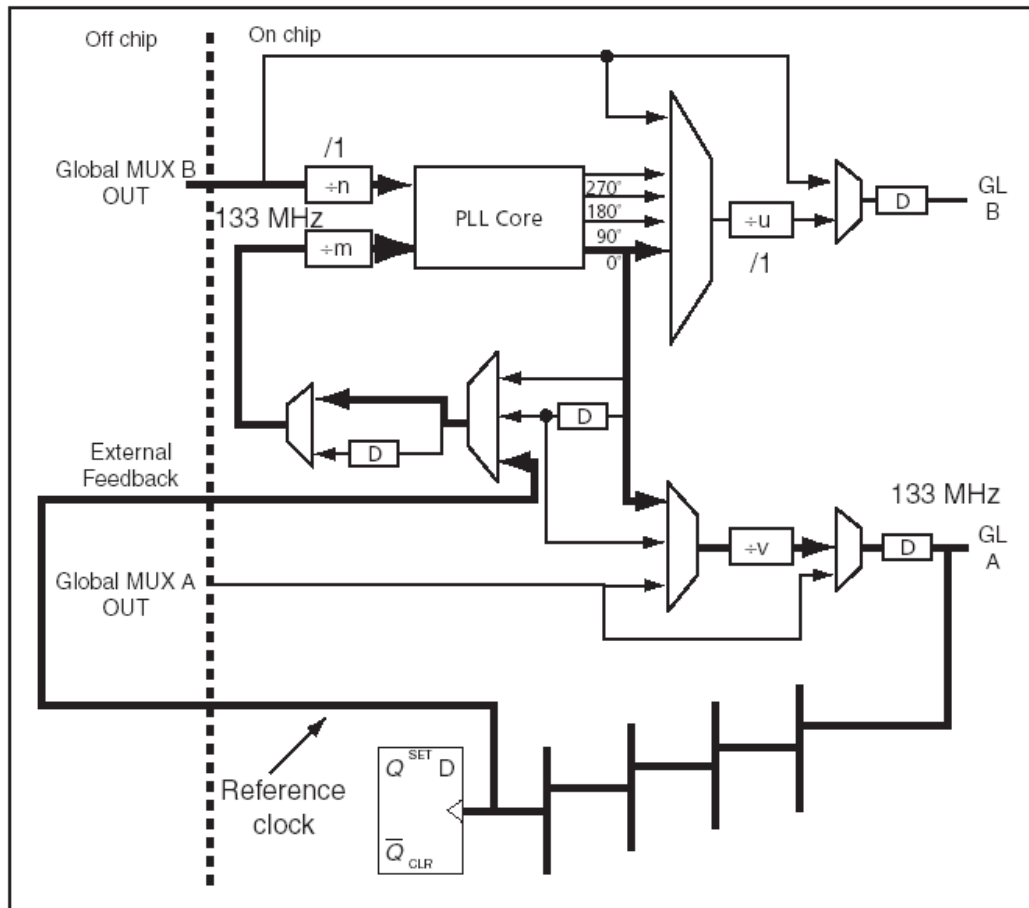 Off chip
On chip
/1
Global MUX B
OUT
÷n
PLL Core
270°
180°
90°
0°
÷u
/1
D
GL
B
133 MHz
÷m
D
D
External
Feedback
133 MHz
÷v
D
GL
A
Global MUX A
OUT
Reference
clock
Q SET D
Q̅ CLR